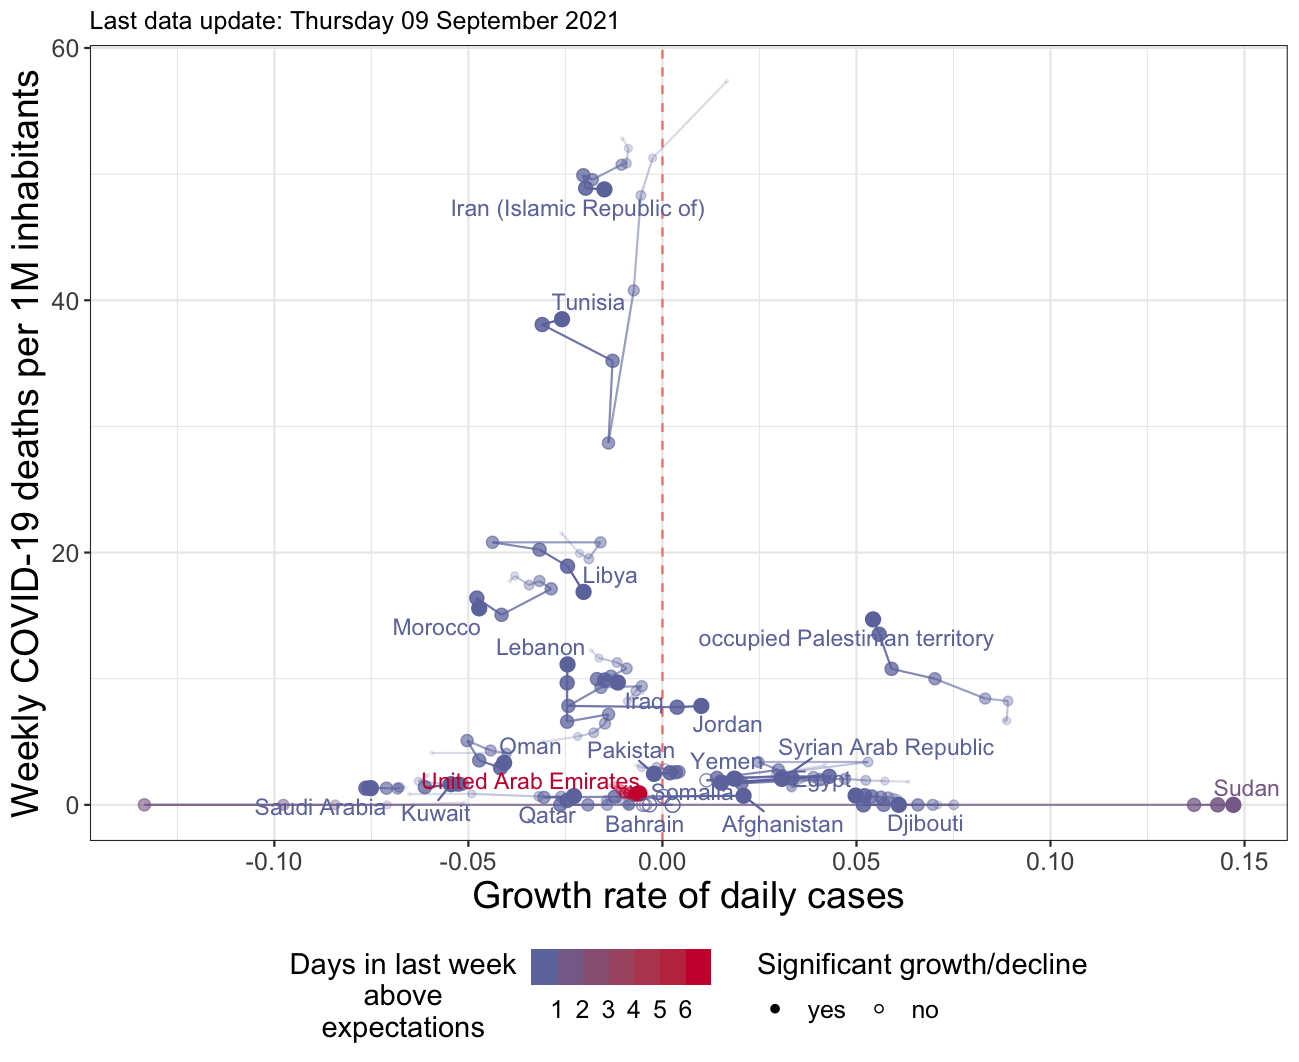 Last data update: Thursday 09 September 2021
60
40
20
0
Weekly COVID-19 deaths per 1M inhabitants
Iran (Islamic Republic of)
Tunisia
Libya
Morocco
occupied Palestinian territory
Lebanon
Iraq
Jordan
Oman
Pakistan
Syrian Arab Republic
Yemen
United Arab Emirates
Egypt
Somalia
Sudan
Saudi Arabia
Kuwait
Qatar
Bahrain
Afghanistan
Djibouti
-0.10
-0.05
0.00
0.05
0.10
0.15
Growth rate of daily cases
Days in last week
above
expectations
1 2 3 4 5 6
Significant growth/decline
yes
no